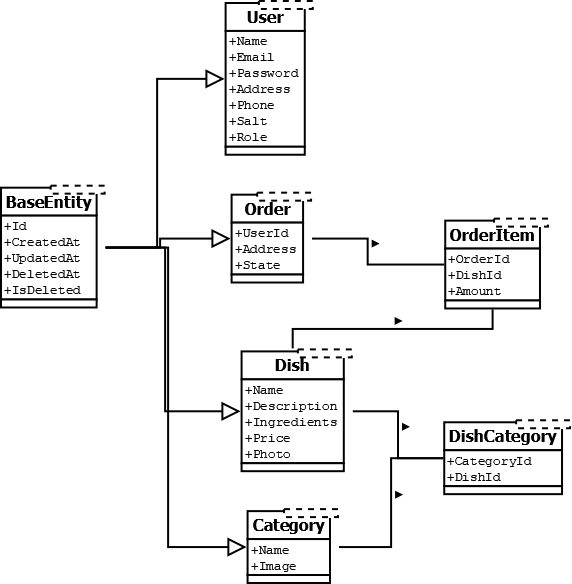 User
+Name
+Email
+Password
+Address
+Phone
+Salt
+Role
BaseEntity
+Id
+CreatedAt
+UpdatedAt
+DeletedAt
+IsDeleted
Order
+UserId
+Address
+State
OrderItem
+OrderId
+DishId
+Amount
Dish
+Name
+Description
+Ingredients
+Price
+Photo
DishCategory
+CategoryId
+DishId
Category
+Name
+Image